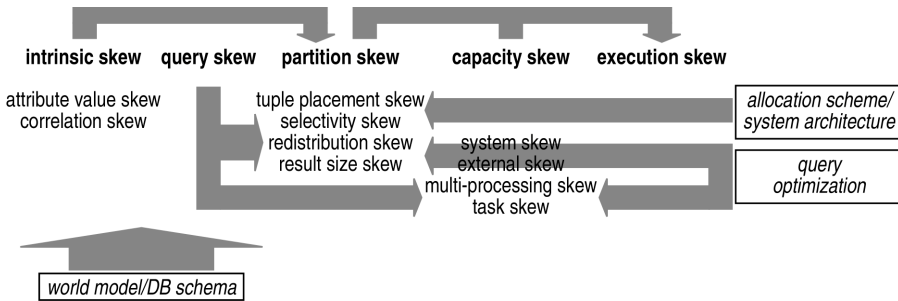 intrinsic skew query skew partition skew capacity skew execution skew
attribute value skew
correlation skew
tuple placement skew
selectivity skew
redistribution skew
result size skew
system skew
external skew
multi-processing skew
task skew
allocation scheme/
system architecture
query
optimization
world model/DB schema